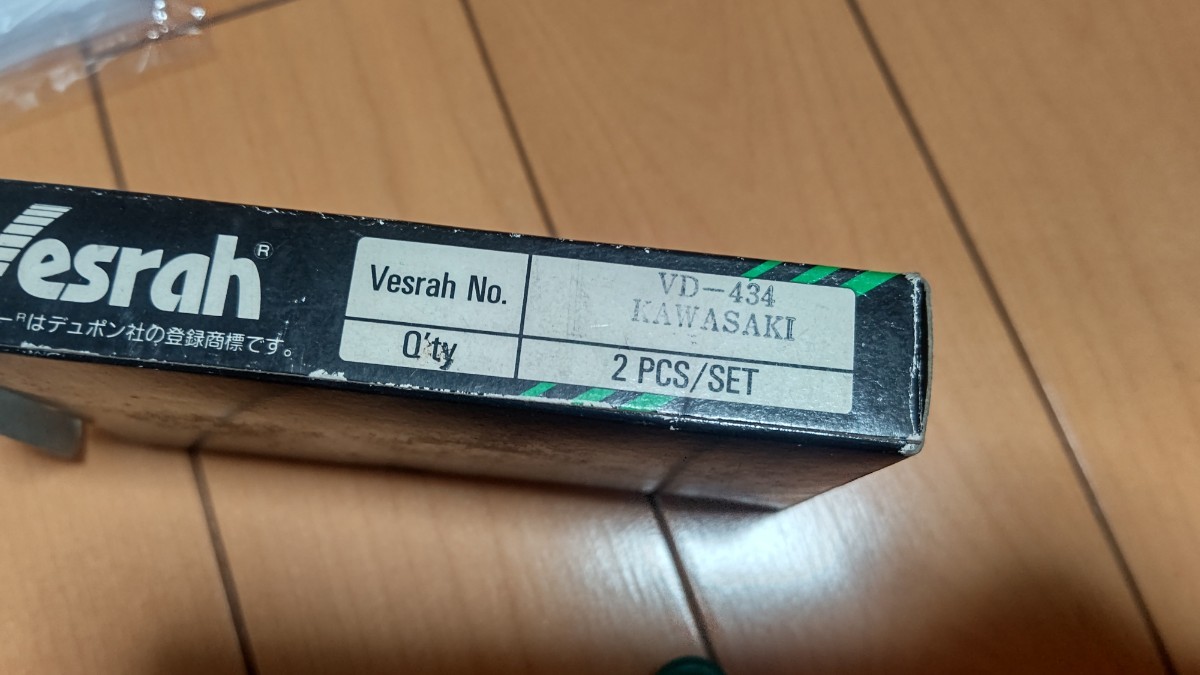 Vesrah®
ー®はデュポン社の登録商標です。
Vesrah No.
VD-434
KAWASAKI
Q'ty
2 PCS/SET